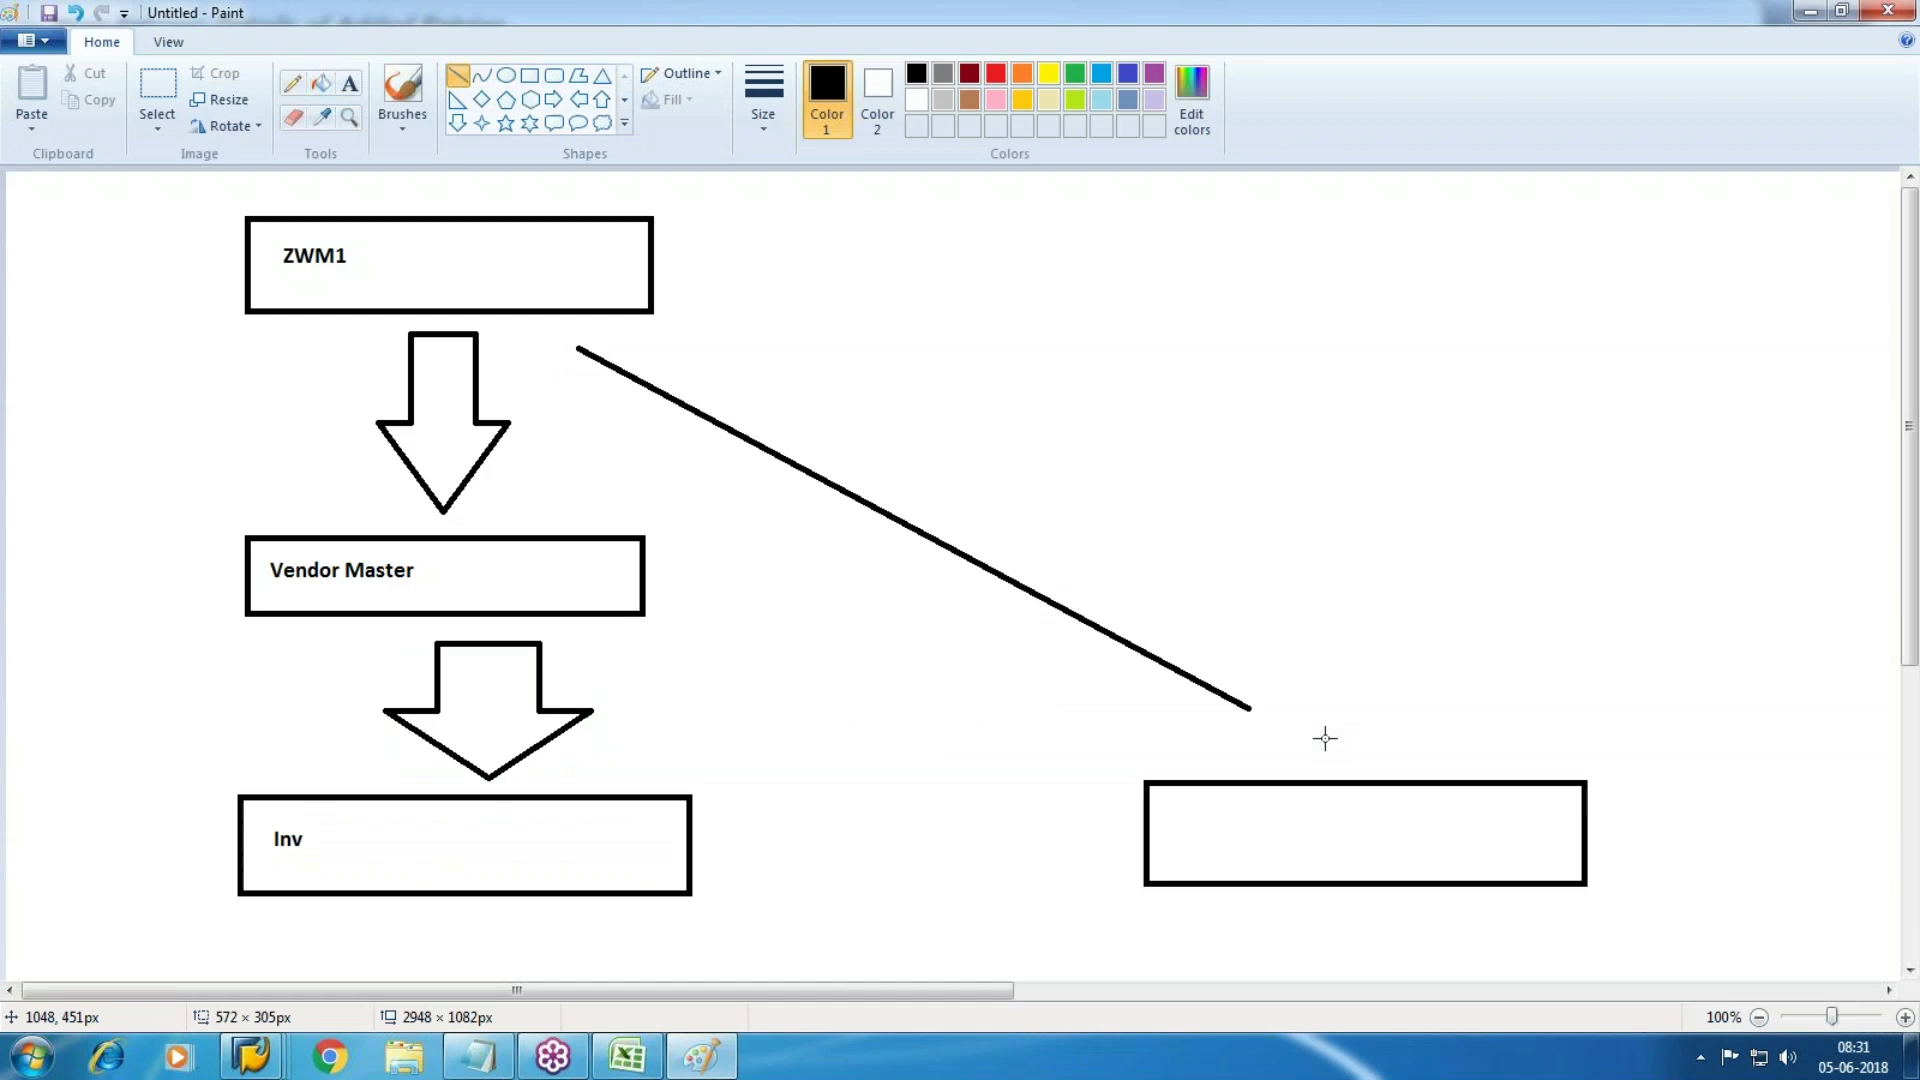 Untitled - Paint
Home
View
Paste
Cut
Copy
Clipboard
Select
Crop
Resize
Rotate
Image
A
Tools
Brushes
Outline
Fill
Shapes
Size
Color 1
Color 2
Edit colors
Colors
ZWM1
Vendor Master
Inv
1048, 451px
572 × 305px
2948 × 1082px
100%
08:31
05-06-2018